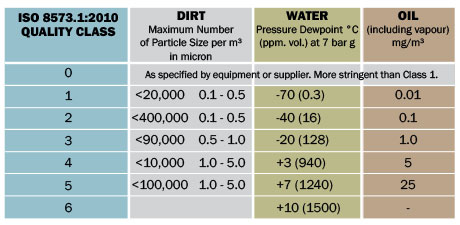 ISO 8573.1:2010 QUALITY CLASS
DIRT
Maximum Number
of Particle Size per m³
in micron
WATER
Pressure Dewpoint °C
(ppm. vol.) at 7 bar g
OIL
(including vapour)
mg/m³
0 As specified by equipment or supplier. More stringent than Class 1.
1 <20,000 0.1 - 0.5 -70 (0.3) 0.01
2 <400,000 0.1 - 0.5 -40 (16) 0.1
3 <90,000 0.5 - 1.0 -20 (128) 1.0
4 <10,000 1.0 - 5.0 +3 (940) 5
5 <100,000 1.0 - 5.0 +7 (1240) 25
6 +10 (1500) -